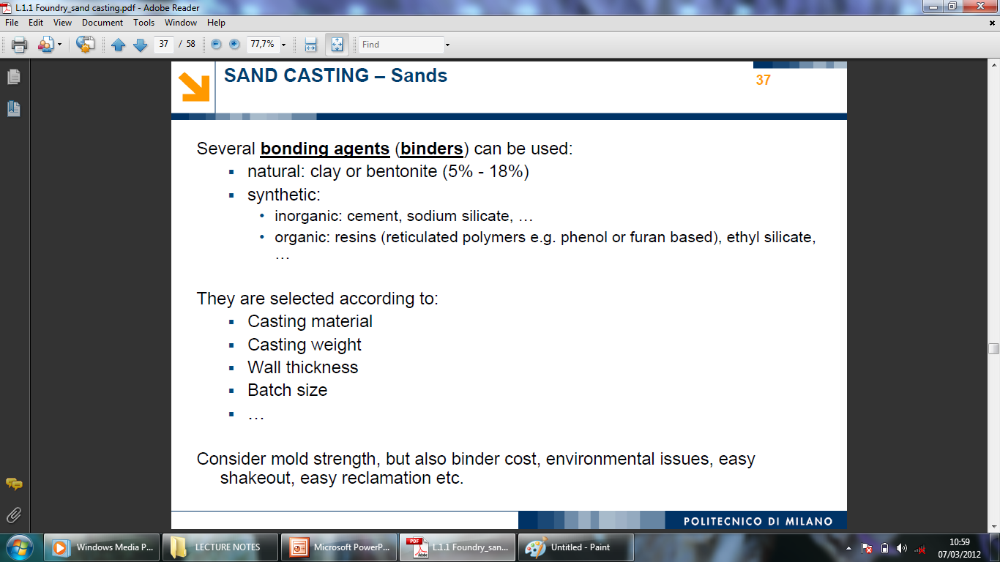 L.1.1 Foundry_sand casting.pdf - Adobe Reader
File Edit View Document Tools Window Help
37 / 58 77,7% Find
SAND CASTING – Sands
37
Several bonding agents (binders) can be used:
▪ natural: clay or bentonite (5% - 18%)
▪ synthetic:
• inorganic: cement, sodium silicate, …
• organic: resins (reticulated polymers e.g. phenol or furan based), ethyl silicate,
…
They are selected according to:
▪ Casting material
▪ Casting weight
▪ Wall thickness
▪ Batch size
▪ …
Consider mold strength, but also binder cost, environmental issues, easy
shakeout, easy reclamation etc.
POLITECNICO DI MILANO
Windows Media P... LECTURE NOTES Microsoft PowerP... PDF Adobe L.1.1 Foundry_san... Untitled - Paint 10:59
07/03/2012